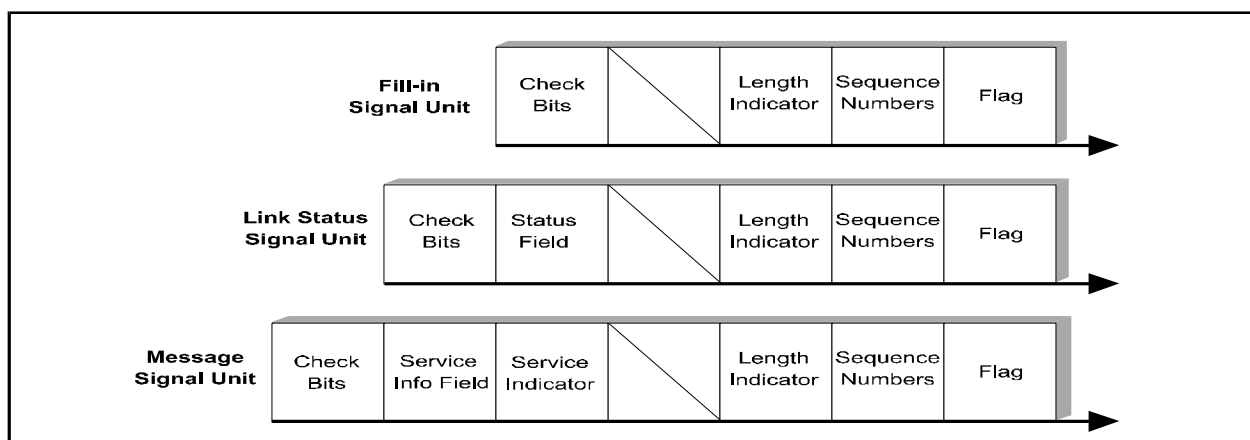 Fill-in
Signal Unit
Check
Bits
Length
Indicator
Sequence
Numbers
Flag
Link Status
Signal Unit
Check
Bits
Status
Field
Length
Indicator
Sequence
Numbers
Flag
Message
Signal Unit
Check
Bits
Service
Info Field
Service
Indicator
Length
Indicator
Sequence
Numbers
Flag